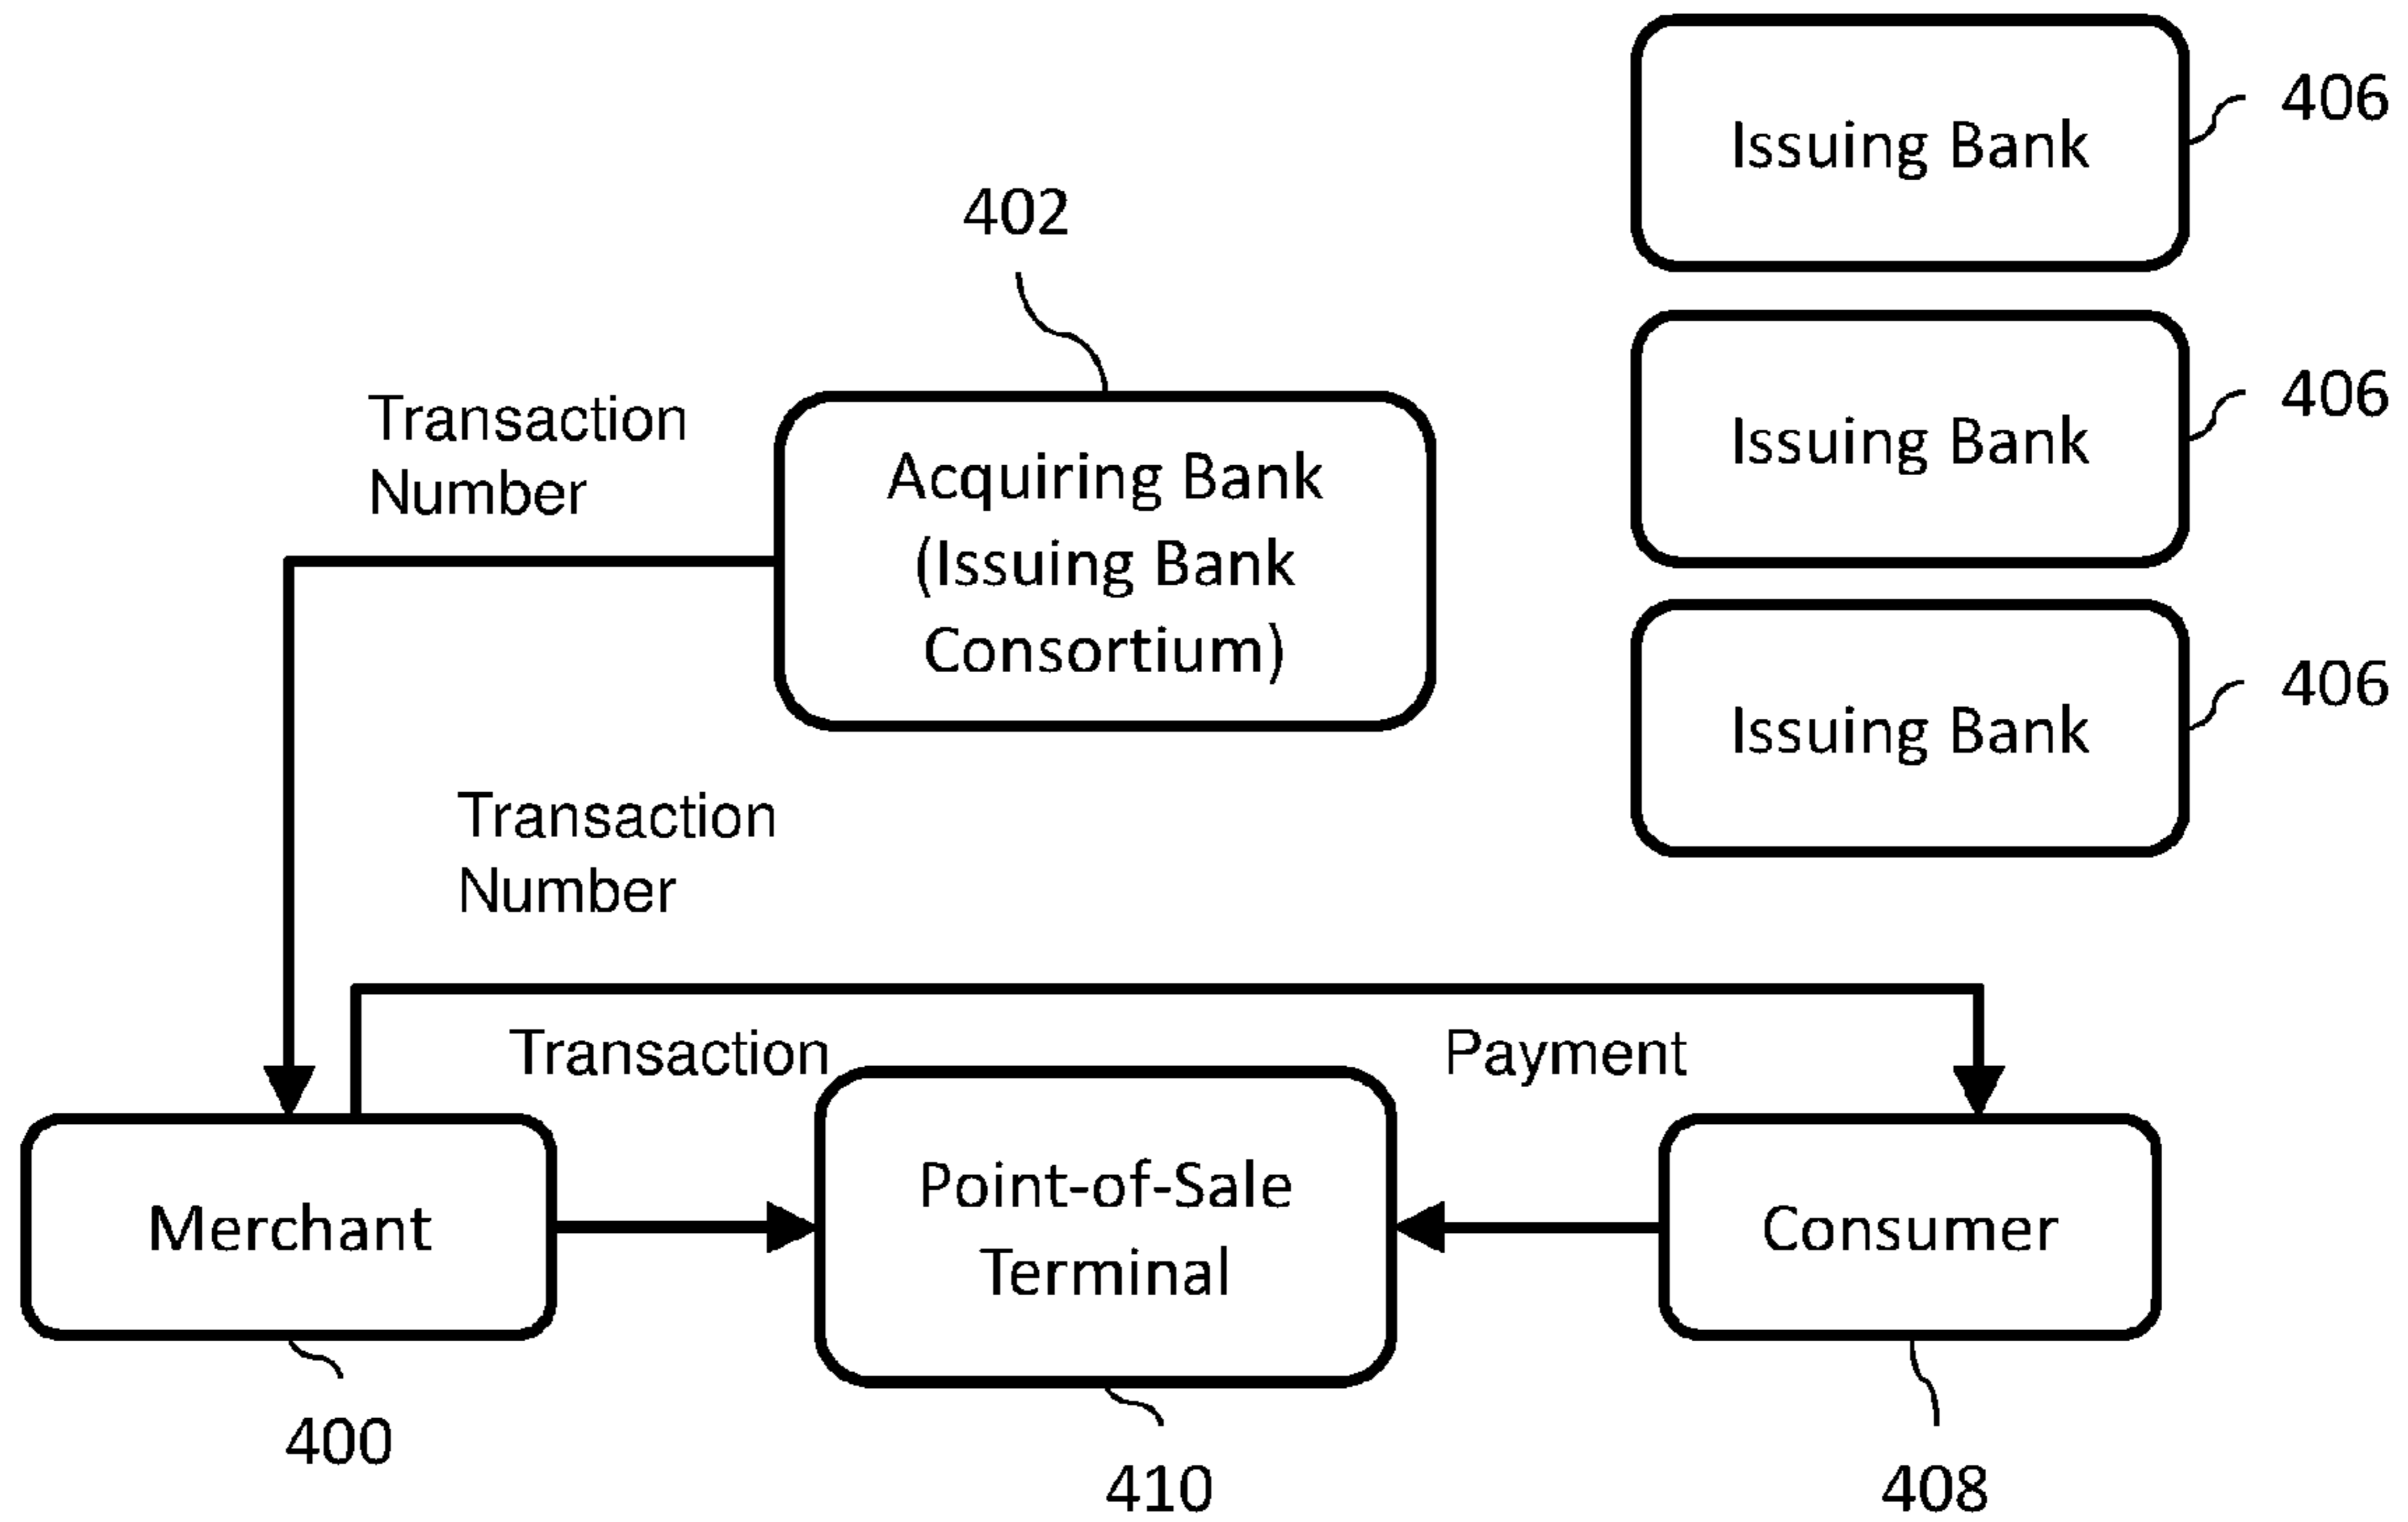 Issuing Bank
406
402
Issuing Bank
406
Transaction
Number
Acquiring Bank
(Issuing Bank
Consortium)
Issuing Bank
406
Transaction
Number
Transaction
Payment
Merchant
Point-of-Sale
Terminal
Consumer
400
410
408